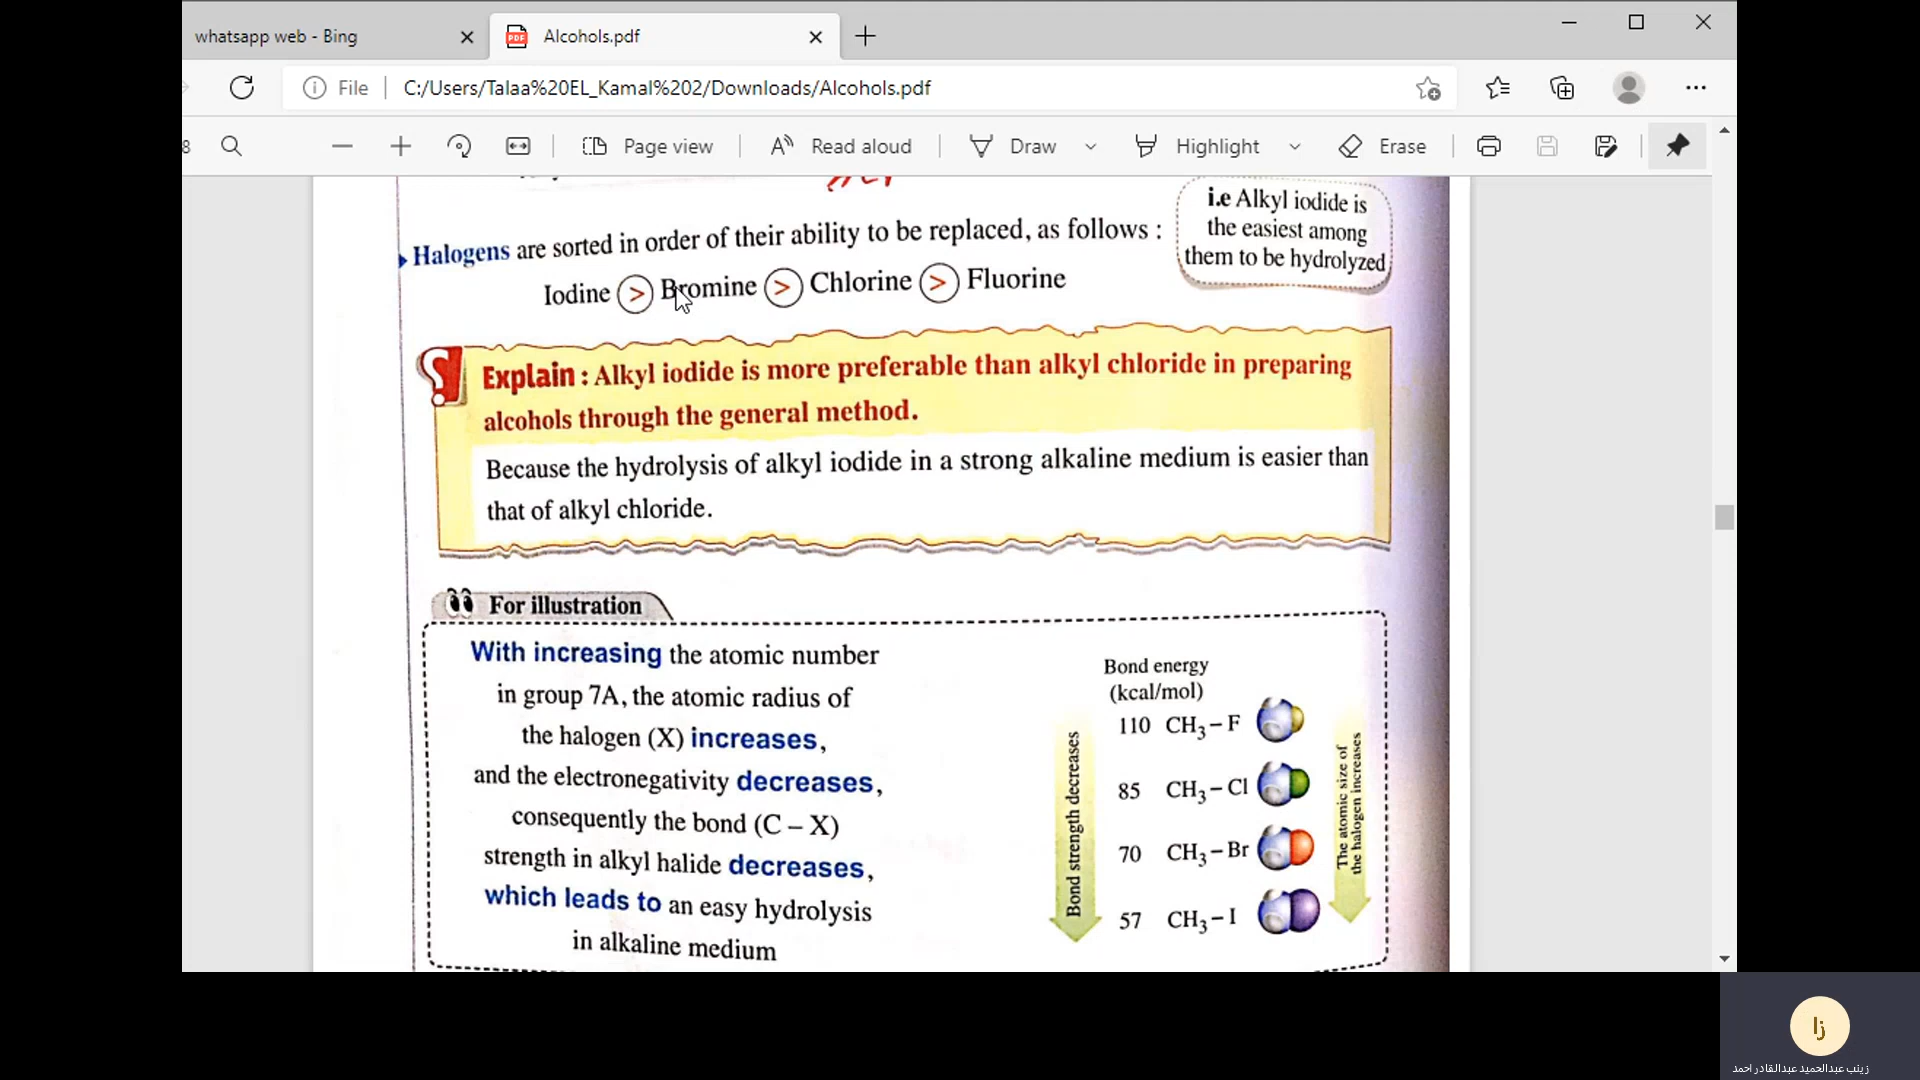 whatsapp web - Bing
Alcohols.pdf
File
C:/Users/Talaa%20EL_Kamal%202/Downloads/Alcohols.pdf
8
Page view
Read aloud
Draw
Highlight
Erase
i.e Alkyl iodide is
the easiest among
them to be hydrolyzed
Halogens are sorted in order of their ability to be replaced, as follows :
Iodine > Bromine > Chlorine > Fluorine
Explain : Alkyl iodide is more preferable than alkyl chloride in preparing
alcohols through the general method.
Because the hydrolysis of alkyl iodide in a strong alkaline medium is easier than
that of alkyl chloride.
For illustration
With increasing the atomic number
in group 7A, the atomic radius of
the halogen (X) increases,
and the electronegativity decreases,
consequently the bond (C – X)
strength in alkyl halide decreases,
which leads to an easy hydrolysis
in alkaline medium
Bond strength decreases
Bond energy
(kcal/mol)
110 CH3 – F
85 CH3 – Cl
70 CH3 – Br
57 CH3 – I
The atomic size of
the halogen increases
زا
زينب عبدالحميد عبدالقادر احمد